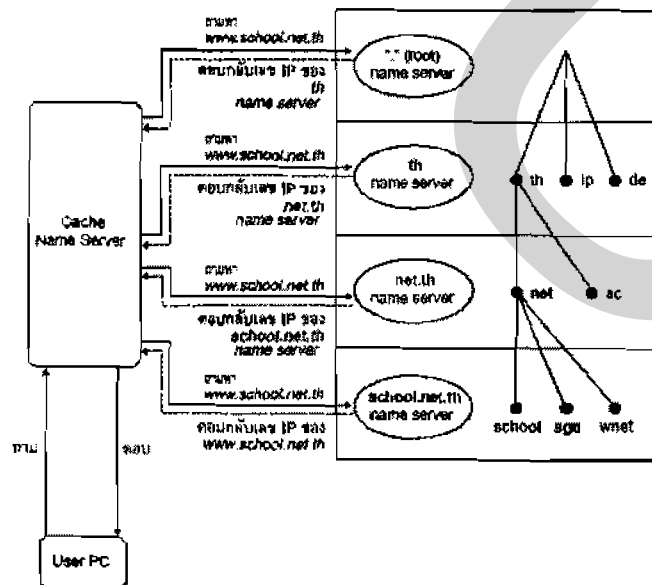 ถามหา
www.school.net.th
ตอบกลับเลข IP ของ
th
name server
"." (root)
name server
ถามหา
www.school.net.th
ตอบกลับเลข IP ของ
.net.th
name server
th
name server
th
jp
de
Cache
Name Server
ถามหา
www.school.net.th
ตอบกลับเลข IP ของ
school.net.th
name server
net.th
name server
net
ac
ถามหา
www.school.net.th
ตอบกลับเลข IP ของ
www.school.net.th
school.net.th
name server
school
wnet
ถาม
ตอบ
User PC